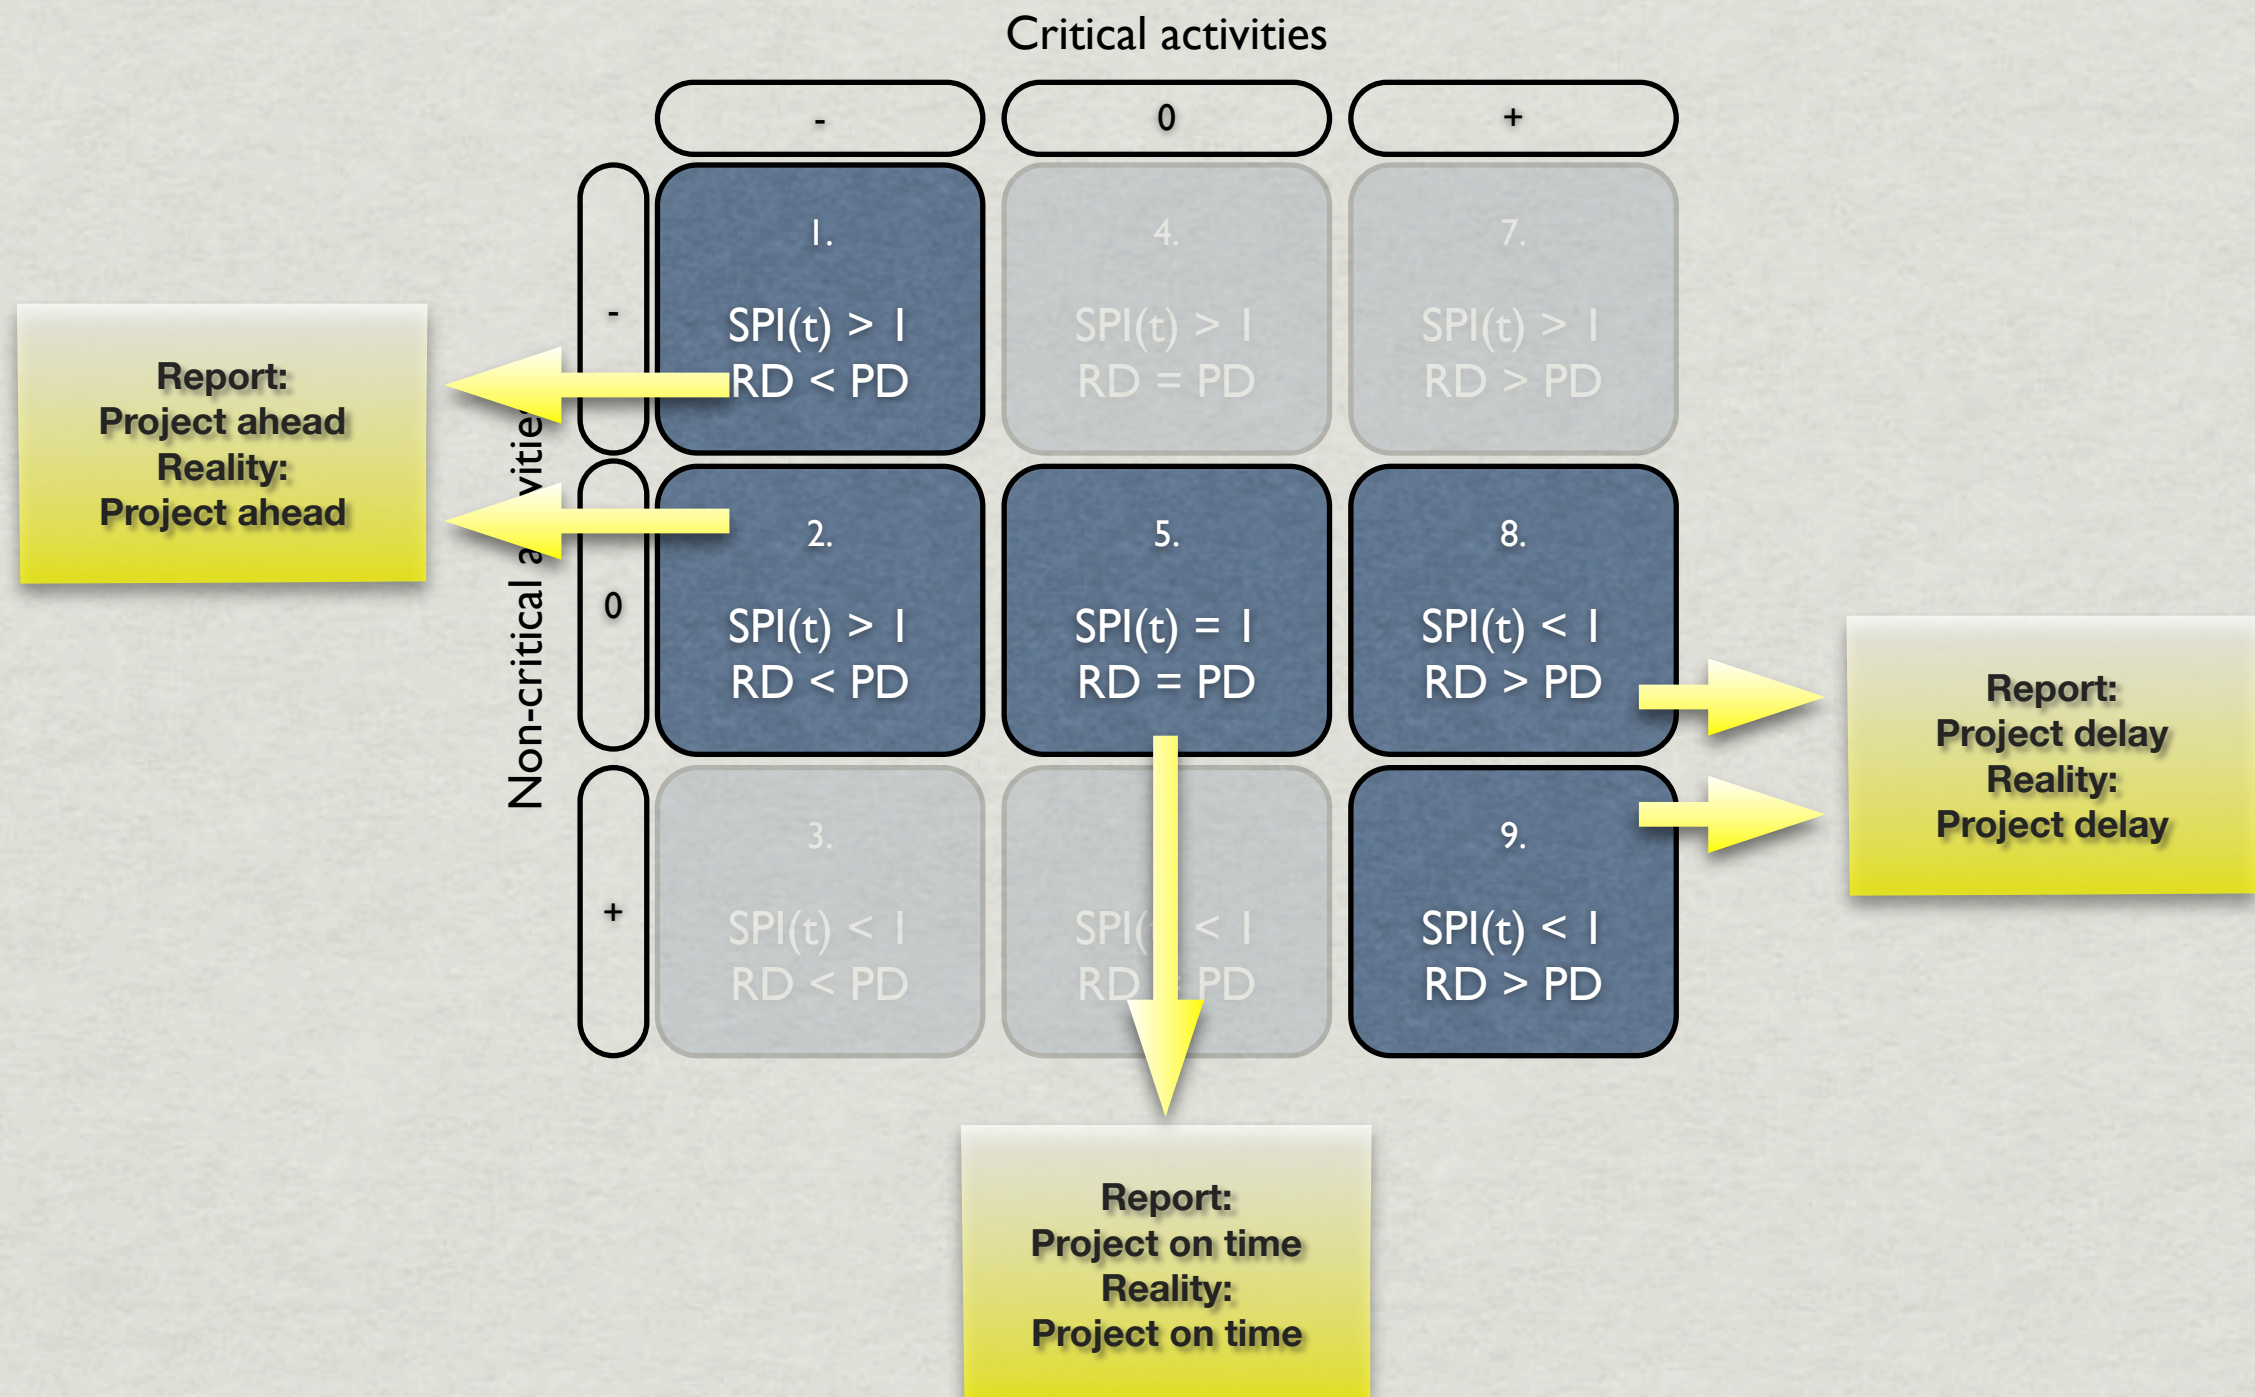 Critical activities
-
0
+
Non-critical activities
-
0
+
1.
SPI(t) > 1
RD < PD
4.
SPI(t) > 1
RD = PD
7.
SPI(t) > 1
RD > PD
2.
SPI(t) > 1
RD < PD
5.
SPI(t) = 1
RD = PD
8.
SPI(t) < 1
RD > PD
3.
SPI(t) < 1
RD < PD
SPI( < 1
RD PD
9.
SPI(t) < 1
RD > PD
Report:
Project ahead
Reality:
Project ahead
Report:
Project delay
Reality:
Project delay
Report:
Project on time
Reality:
Project on time